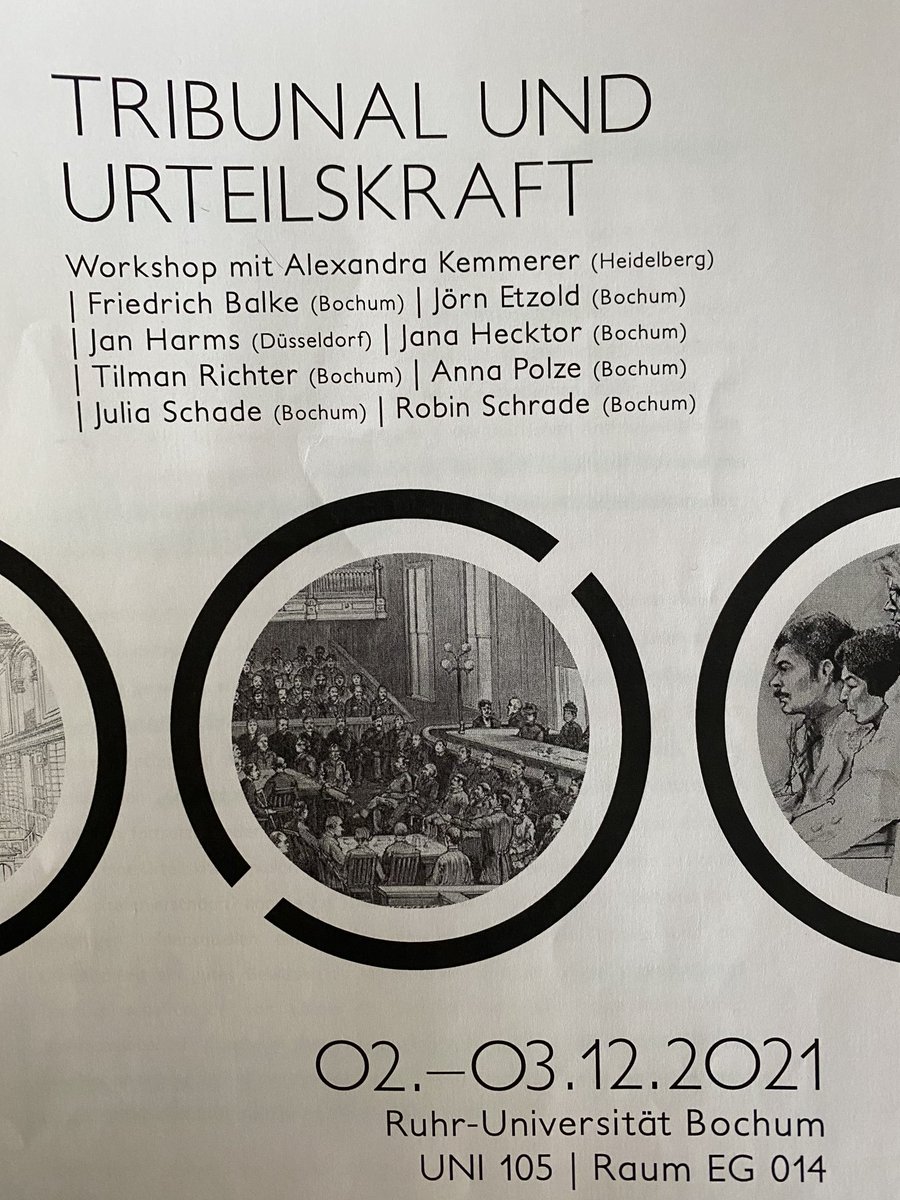 TRIBUNAL UND
URTEILSKRAFT
Workshop mit Alexandra Kemmerer (Heidelberg)
| Friedrich Balke (Bochum) | Jörn Etzold (Bochum)
| Jan Harms (Düsseldorf) | Jana Hecktor (Bochum)
| Tilman Richter (Bochum) | Anna Polze (Bochum)
| Julia Schade (Bochum) | Robin Schrade (Bochum)
02.–03.12.2021
Ruhr-Universität Bochum
UNI 105 | Raum EG 014